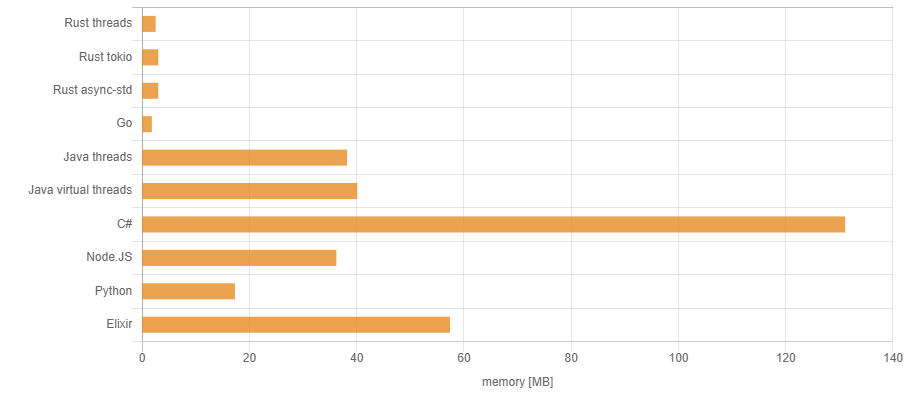 Rust threads
Rust tokio
Rust async-std
Go
Java threads
Java virtual threads
C#
Node.JS
Python
Elixir
0 20 40 60 80 100 120 140
memory [MB]